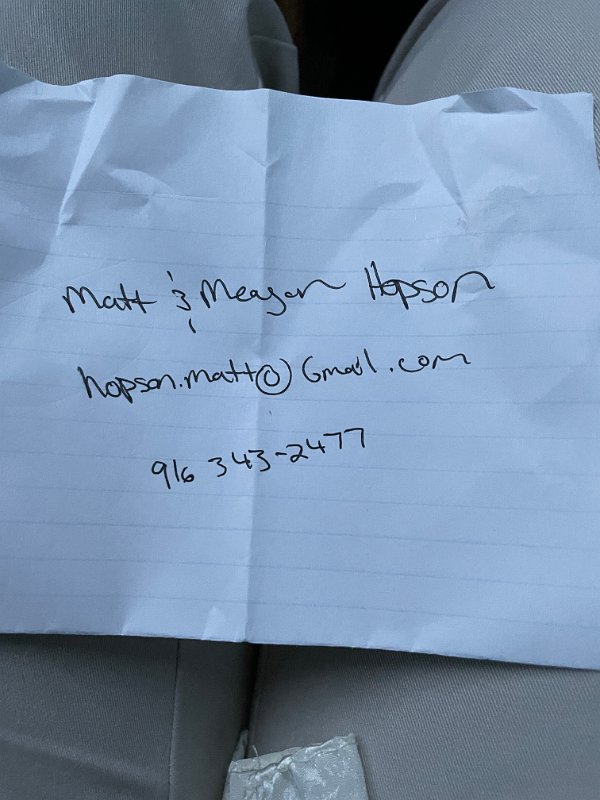 Matt & Meagan Hopson
hopson.matt@Gmail.com
916 343-2477